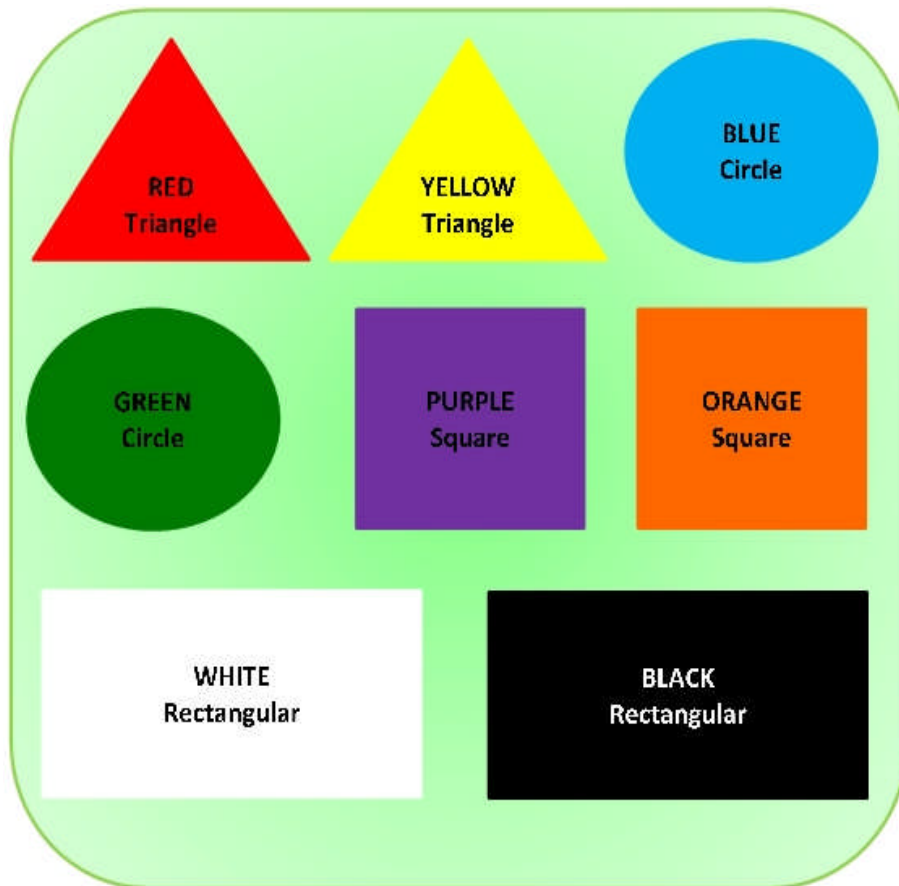 RED
Triangle
YELLOW
Triangle
BLUE
Circle
GREEN
Circle
PURPLE
Square
ORANGE
Square
WHITE
Rectangular
BLACK
Rectangular